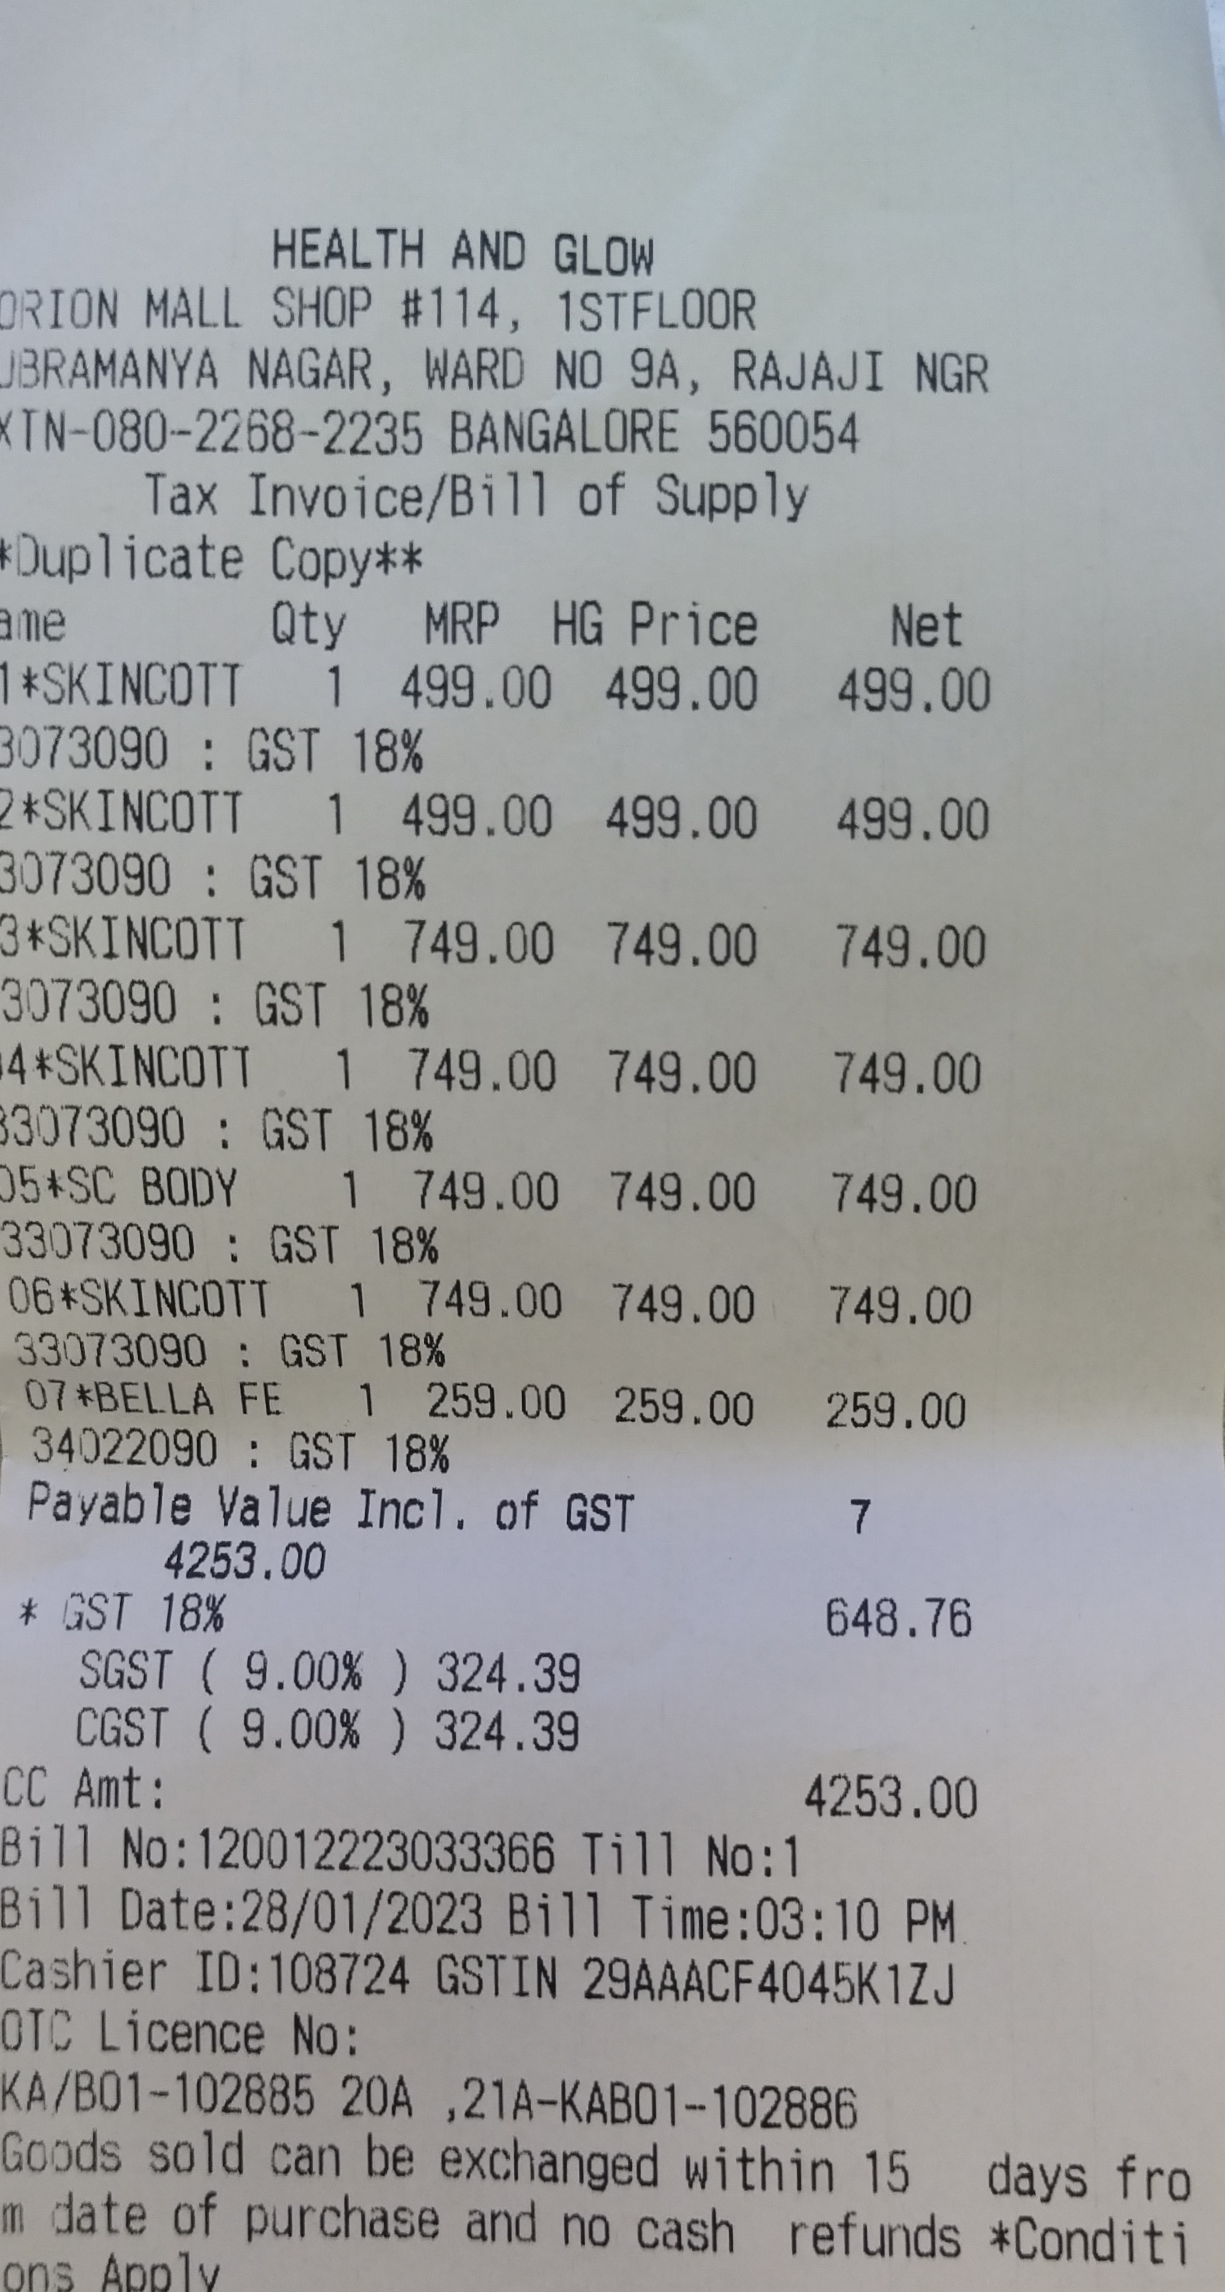 HEALTH AND GLOW
ORION MALL SHOP #114, 1STFLOOR
UBRAMANYA NAGAR, WARD NO 9A, RAJAJI NGR
XTN-080-2268-2235 BANGALORE 560054
Tax Invoice/Bill of Supply
*Duplicate Copy**
ame Qty MRP HG Price Net
1*SKINCOTT 1 499.00 499.00 499.00
3073090 : GST 18%
2*SKINCOTT 1 499.00 499.00 499.00
3073090 : GST 18%
3*SKINCOTT 1 749.00 749.00 749.00
3073090 : GST 18%
04*SKINCOTT 1 749.00 749.00 749.00
33073090 : GST 18%
05*SC BODY 1 749.00 749.00 749.00
33073090 : GST 18%
06*SKINCOTT 1 749.00 749.00 749.00
33073090 : GST 18%
07*BELLA FE 1 259.00 259.00 259.00
34022090 : GST 18%
Payable Value Incl. of GST 7
4253.00
* GST 18% 648.76
SGST ( 9.00% ) 324.39
CGST ( 9.00% ) 324.39
CC Amt: 4253.00
Bill No:120012223033366 Till No:1
Bill Date:28/01/2023 Bill Time:03:10 PM
Cashier ID:108724 GSTIN 29AAACF4045K1ZJ
OTC Licence No:
KA/B01-102885 20A ,21A-KAB01-102886
Goods sold can be exchanged within 15 days fro
m date of purchase and no cash refunds *Conditi
ons Apply